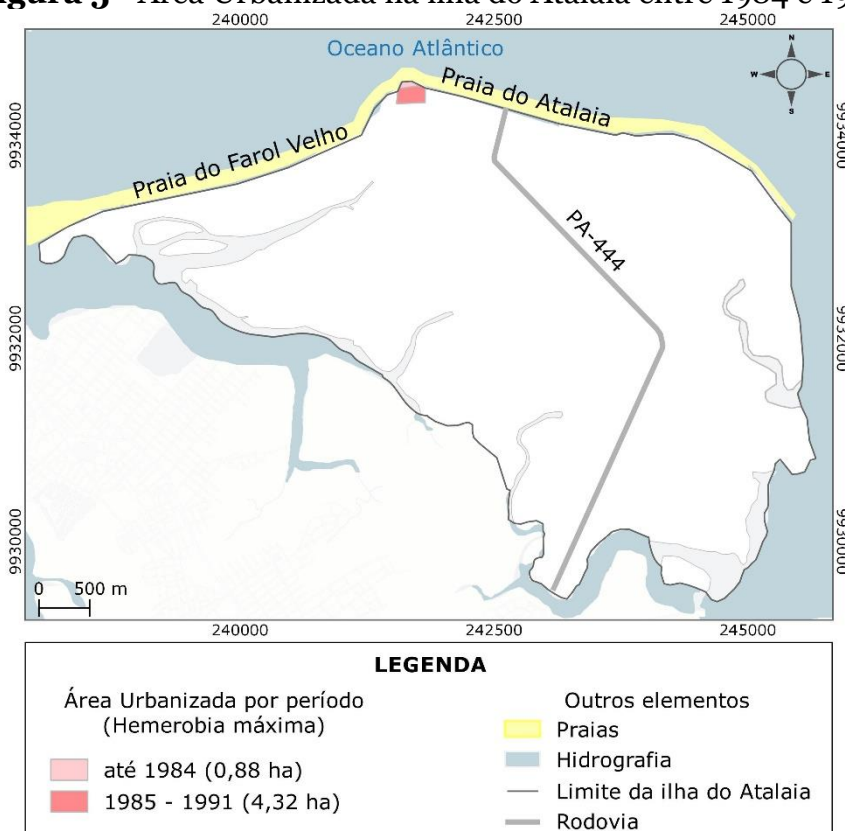 Figura 3 - Área Urbanizada na ilha do Atalaia entre 1984 e 19
240000 242500 245000
Oceano Atlântico
N
W E
S
Praia do Atalaia
Praia do Farol Velho
9934000 9934000
PA-444
9932000 9932000
9930000 9930000
0 500 m
240000 242500 245000
LEGENDA
Área Urbanizada por período
(Hemerobia máxima)
até 1984 (0,88 ha)
1985 - 1991 (4,32 ha)
Outros elementos
Praias
Hidrografia
Limite da ilha do Atalaia
Rodovia